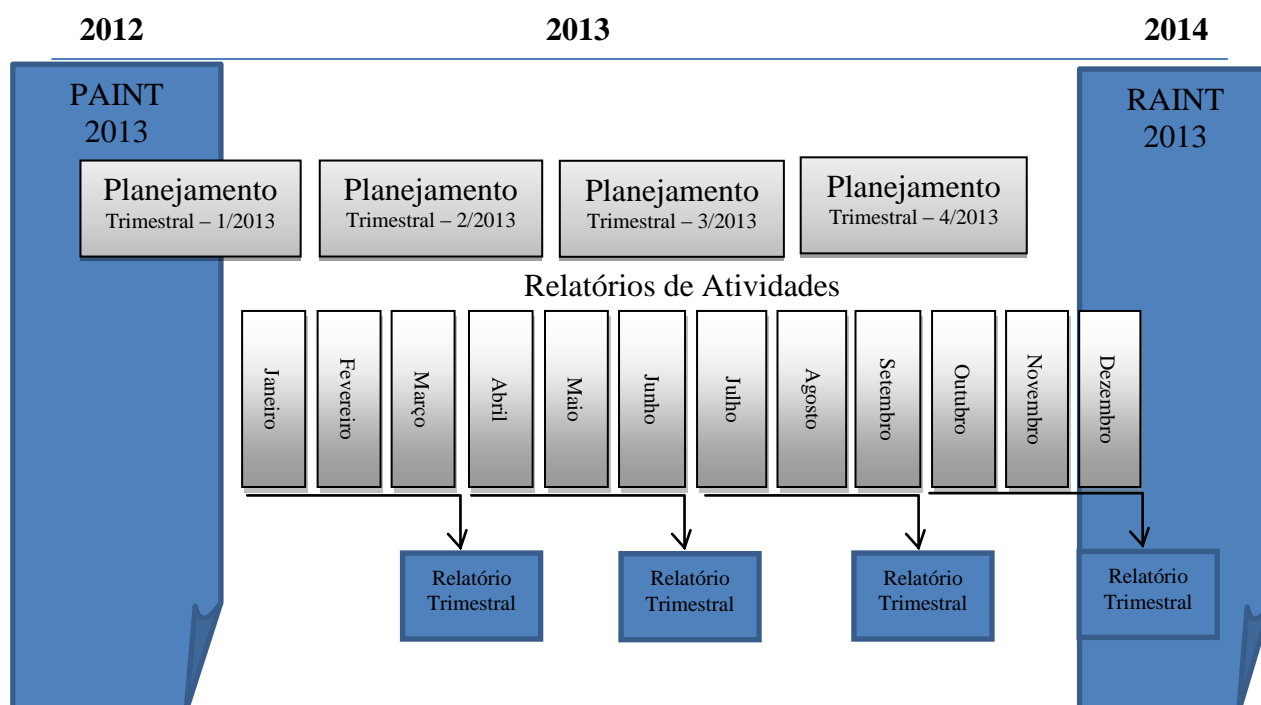 2012
2013
2014
PAINT
2013
RAINT
2013
Planejamento
Trimestral – 1/2013
Planejamento
Trimestral – 2/2013
Planejamento
Trimestral – 3/2013
Planejamento
Trimestral – 4/2013
Relatórios de Atividades
Janeiro
Fevereiro
Março
Abril
Maio
Junho
Julho
Agosto
Setembro
Outubro
Novembro
Dezembro
Relatório
Trimestral
Relatório
Trimestral
Relatório
Trimestral
Relatório
Trimestral